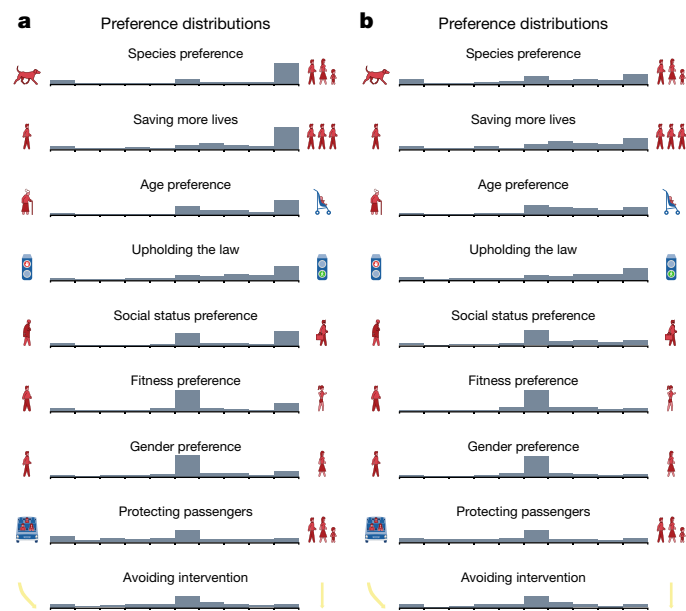 a Preference distributions
Species preference
Saving more lives
Age preference
Upholding the law
Social status preference
Fitness preference
Gender preference
Protecting passengers
Avoiding intervention
b Preference distributions
Species preference
Saving more lives
Age preference
Upholding the law
Social status preference
Fitness preference
Gender preference
Protecting passengers
Avoiding intervention